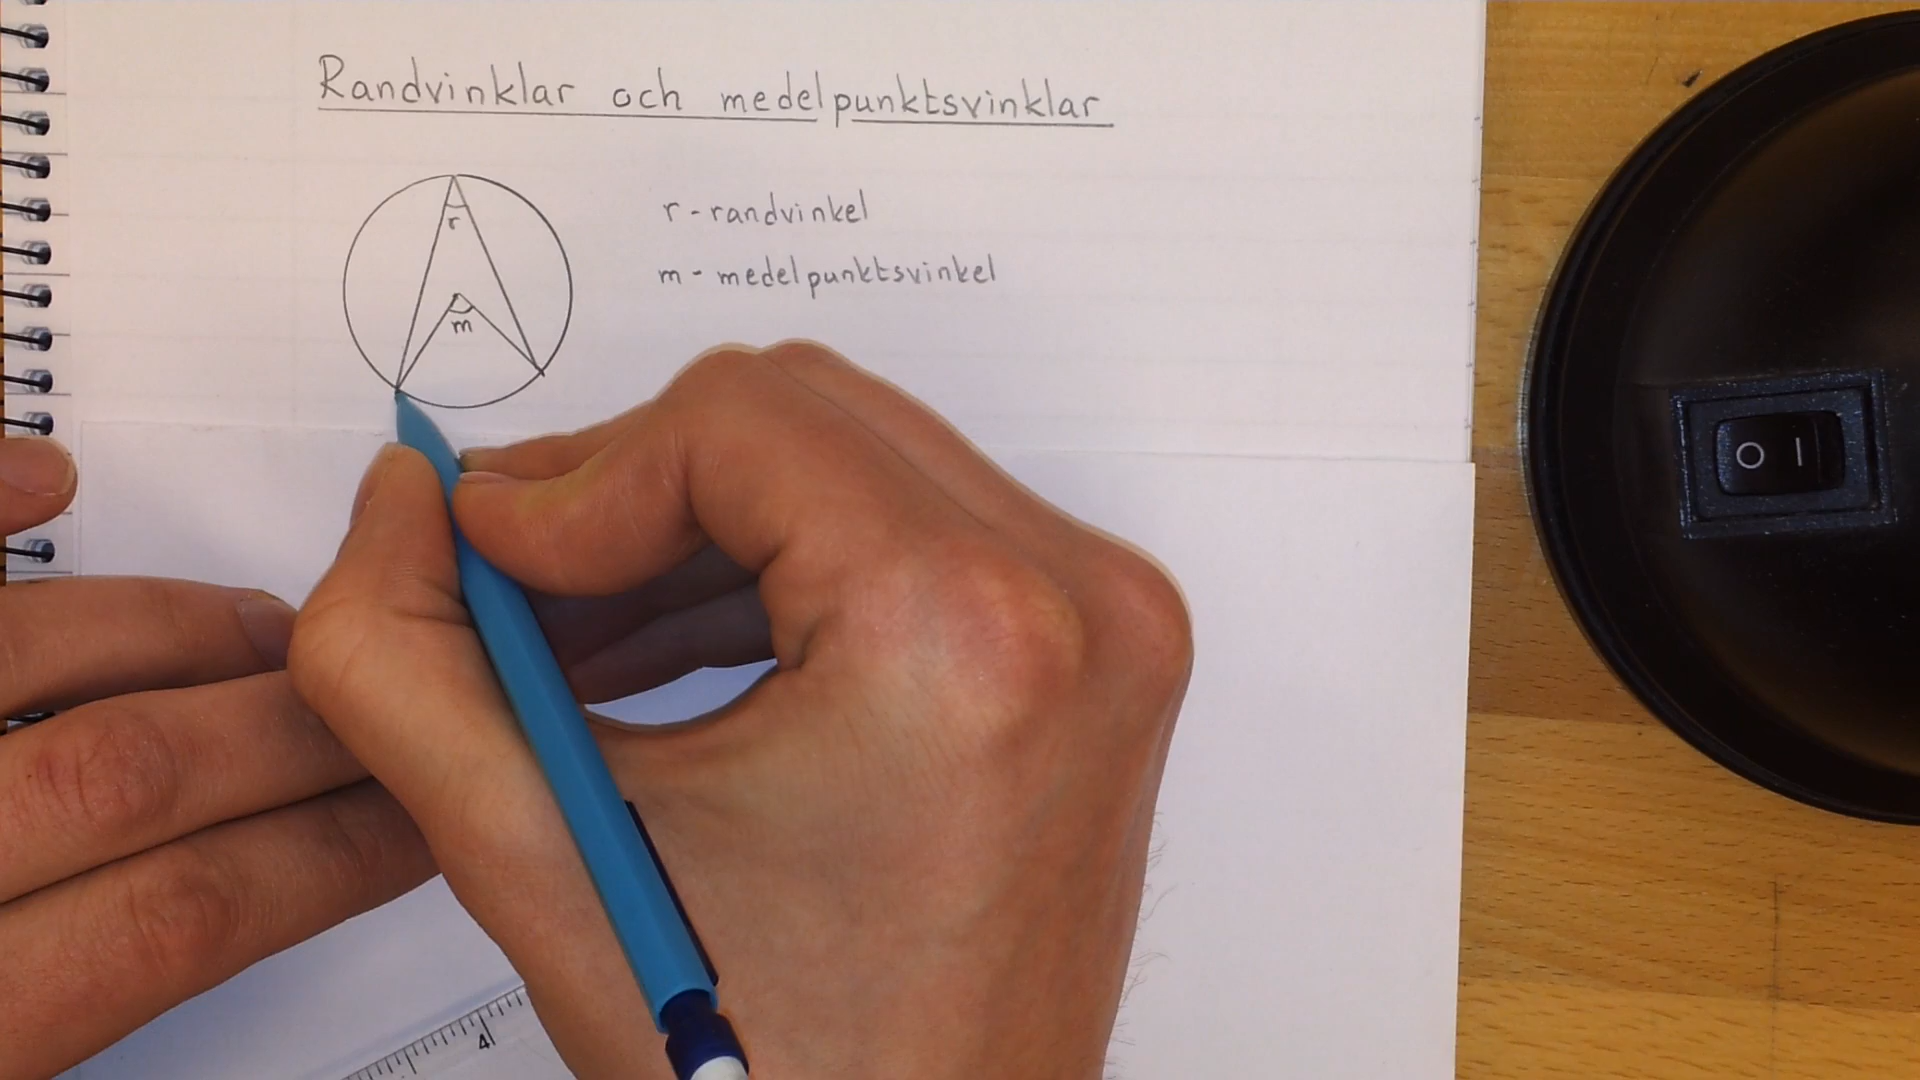 Randvinklar och medelpunktsvinklar
r
r - randvinkel
m - medelpunktsvinkel
m
O I
4